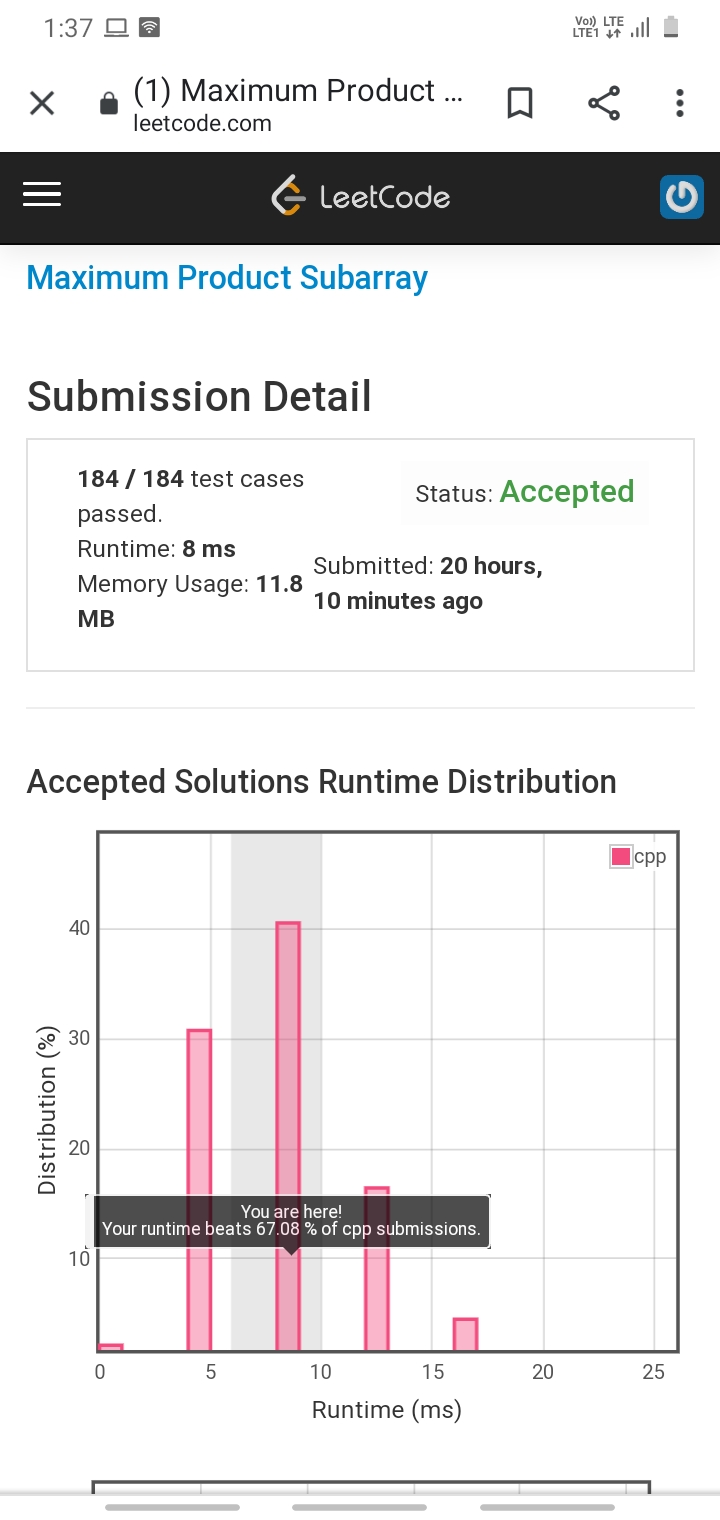 1:37
Vo)) LTE
LTE1
(1) Maximum Product ...
leetcode.com
LeetCode
Maximum Product Subarray
Submission Detail
184 / 184 test cases
passed.
Status: Accepted
Runtime: 8 ms
Memory Usage: 11.8
MB
Submitted: 20 hours,
10 minutes ago
Accepted Solutions Runtime Distribution
cpp
40
30
20
10
Distribution (%)
You are here!
Your runtime beats 67.08 % of cpp submissions.
0 5 10 15 20 25
Runtime (ms)